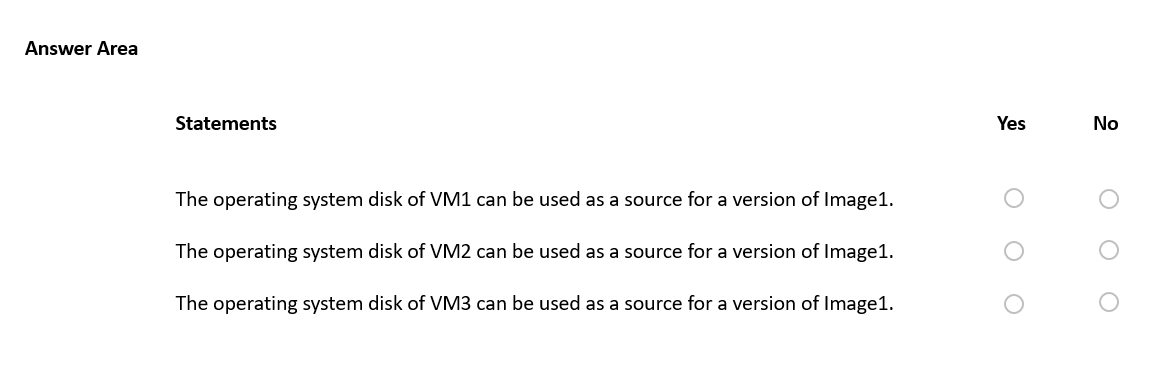 Answer Area
Statements Yes No
The operating system disk of VM1 can be used as a source for a version of Image1.
The operating system disk of VM2 can be used as a source for a version of Image1.
The operating system disk of VM3 can be used as a source for a version of Image1.